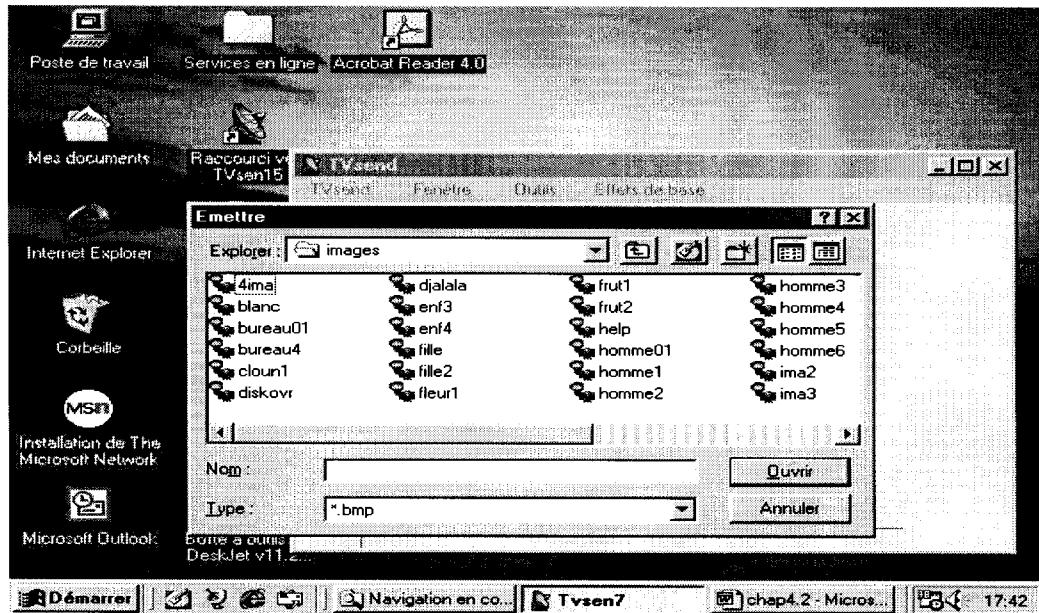 Poste de travail
Services en ligne
Acrobat Reader 4.0
Mes documents
Raccourci ve
TVsen15
Internet Explorer
Corbeille
MSn
Installation de The
Microsoft Network
Microsoft Outlook
Boîte à outils
DeskJet v11.2...
TVsend
TVsend Fenêtre Outils Effets de base
Emettre
Explorer : images
4ima
blanc
bureau01
bureau4
cloun1
diskovr
djalala
enf3
enf4
fille
fille2
fleur1
frut1
frut2
help
homme01
homme1
homme2
homme3
homme4
homme5
homme6
ima2
ima3
Nom :
Ouvrir
Type : *.bmp
Annuler
Démarrer
Navigation en co...
Tvsen7
chap4.2 - Micros...
17:42